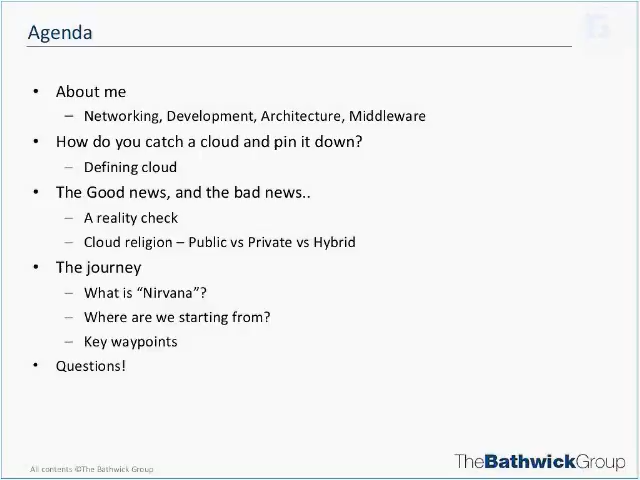 Agenda
• About me
– Networking, Development, Architecture, Middleware
• How do you catch a cloud and pin it down?
– Defining cloud
• The Good news, and the bad news..
– A reality check
– Cloud religion – Public vs Private vs Hybrid
• The journey
– What is “Nirvana”?
– Where are we starting from?
– Key waypoints
• Questions!
All contents ©The Bathwick Group
TheBathwickGroup